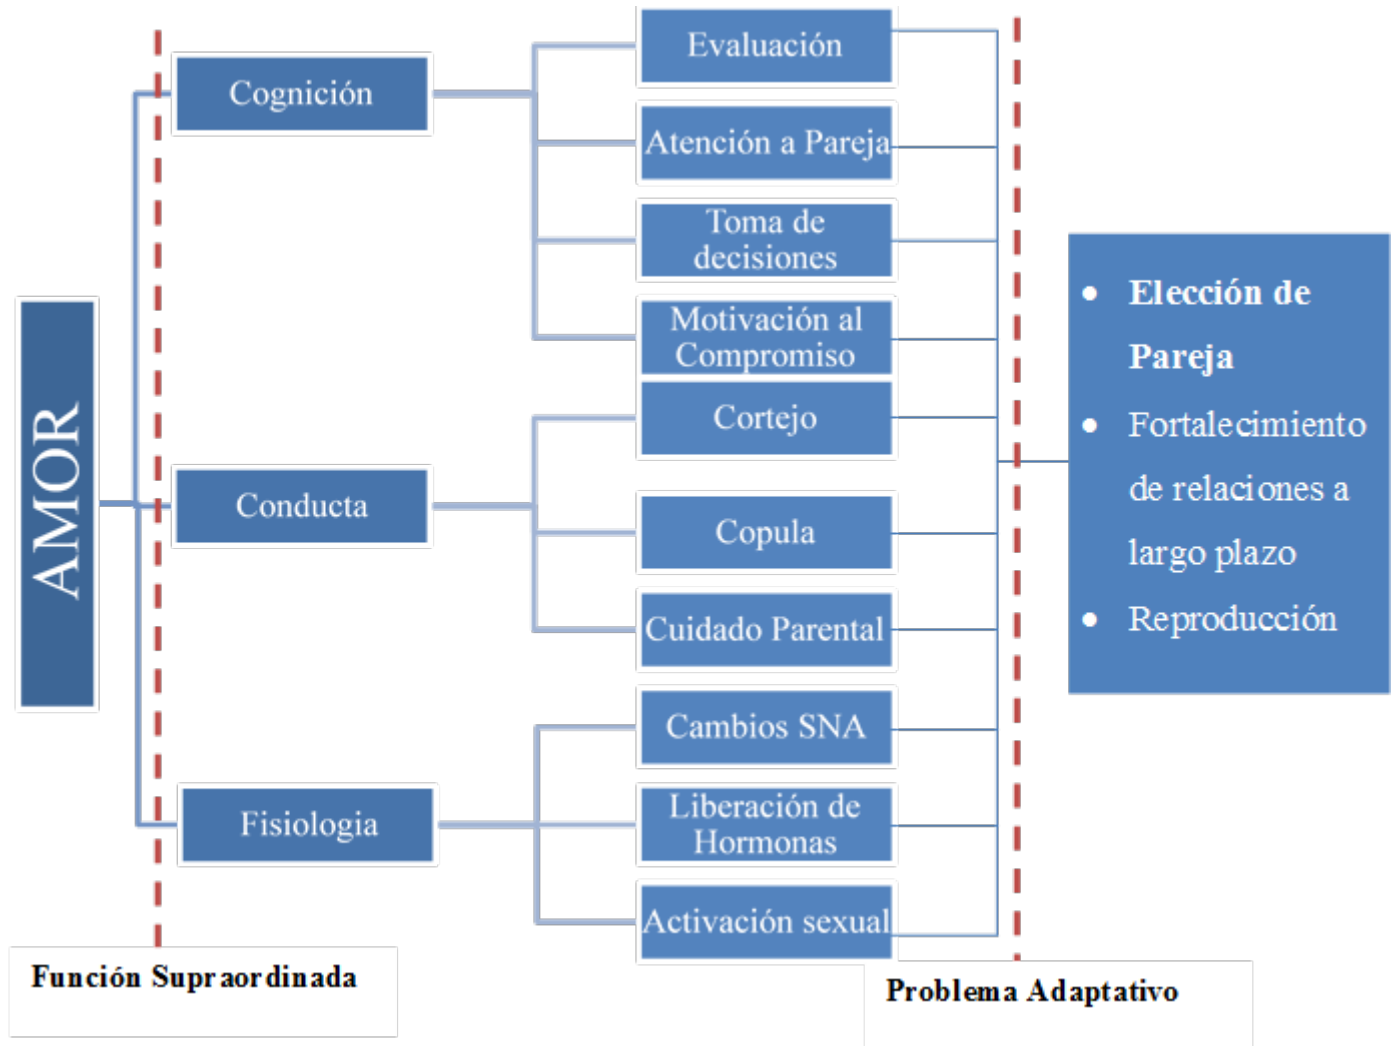 AMOR
Cognición
Evaluación
Atención a Pareja
Toma de
decisiones
Motivación al
Compromiso
Conducta
Cortejo
Copula
Cuidado Parental
Fisiologia
Cambios SNA
Liberación de
Hormonas
Activación sexual
• Elección de
Pareja
• Fortalecimiento
de relaciones a
largo plazo
• Reproducción
Función Supraordinada
Problema Adaptativo